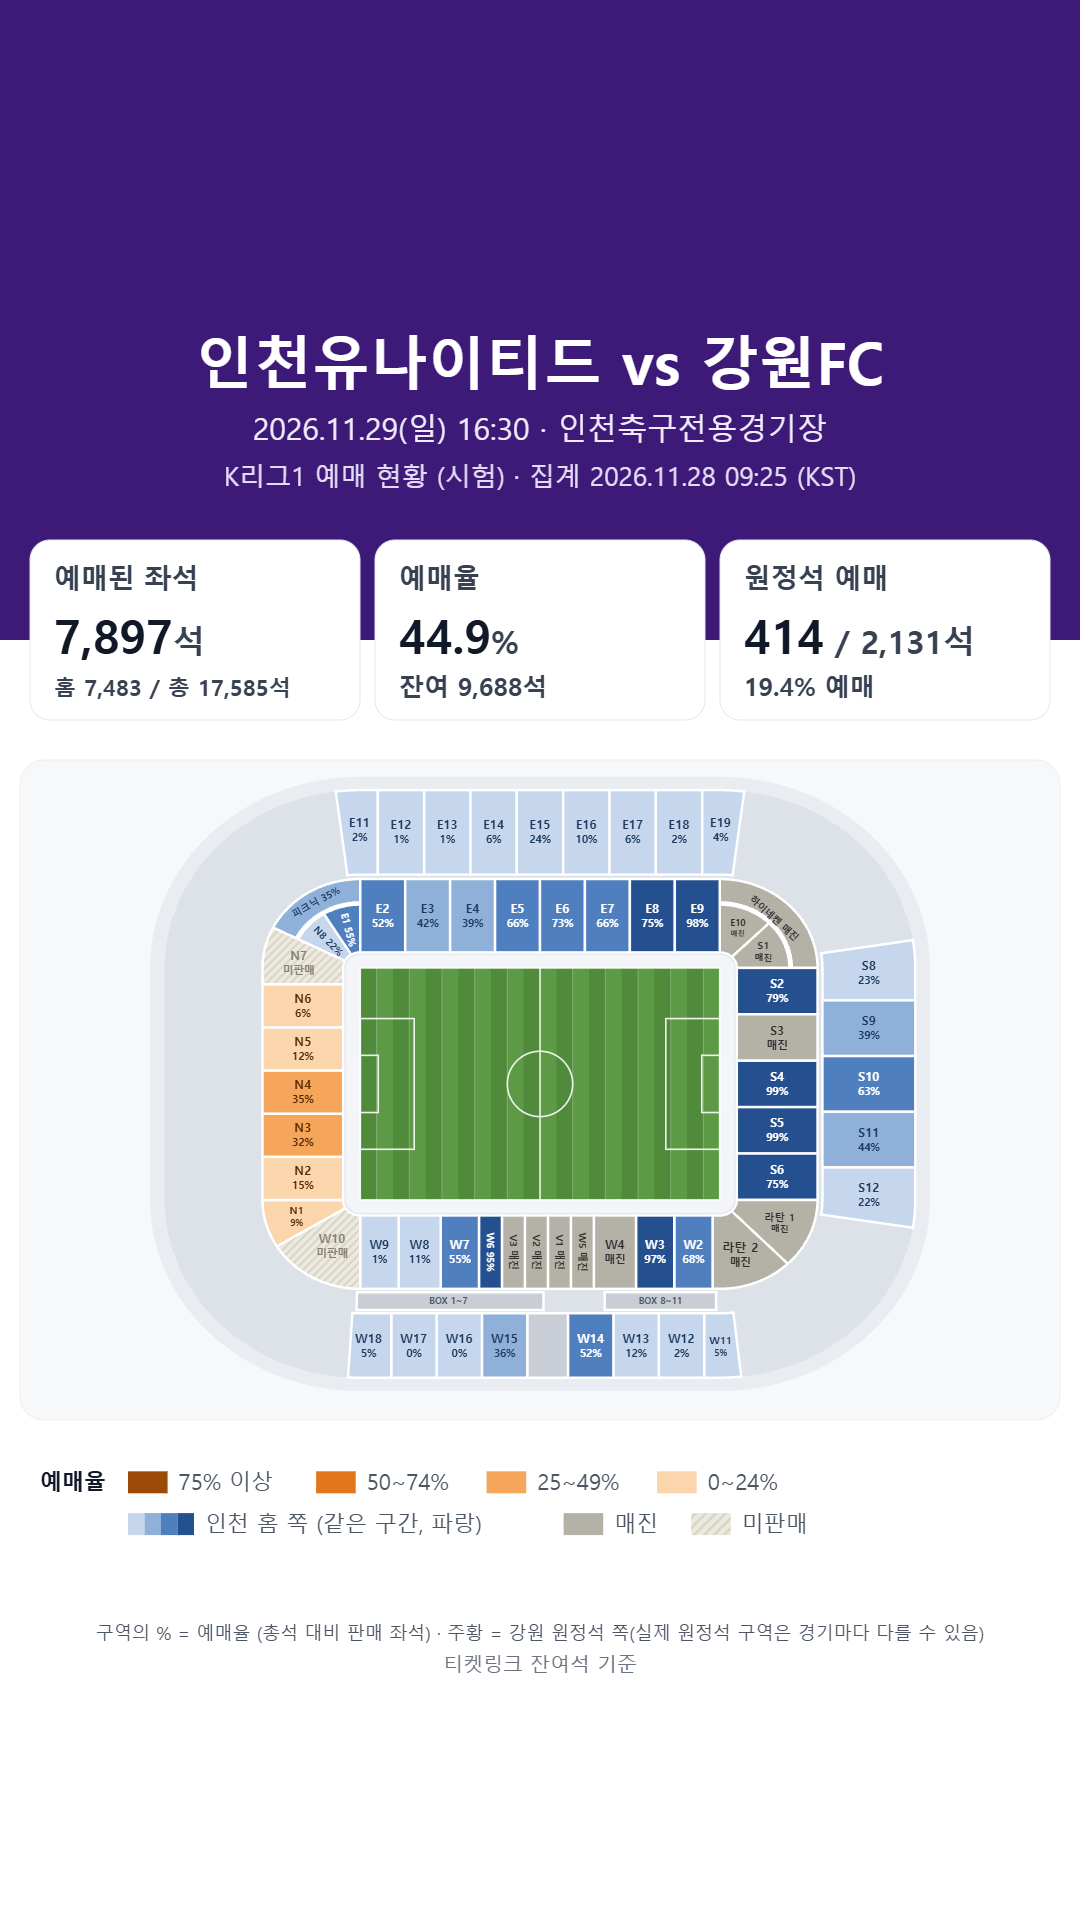 인천유나이티드 vs 강원FC
2026.11.29(일) 16:30 · 인천축구전용경기장
K리그1 예매 현황 (시험) · 집계 2026.11.28 09:25 (KST)
예매된 좌석
7,897석
홈 7,483 / 총 17,585석
예매율
44.9%
잔여 9,688석
원정석 예매
414 / 2,131석
19.4% 예매
E11
2%
E12
1%
E13
1%
E14
6%
E15
24%
E16
10%
E17
6%
E18
2%
E19
4%
피크닉 35%
N8 22%
E1 55%
E2
52%
E3
42%
E4
39%
E5
66%
E6
73%
E7
66%
E8
75%
E9
98%
E10
매진
하이네켄 매진
S1
매진
N7
미판매
N6
6%
N5
12%
N4
35%
N3
32%
N2
15%
N1
9%
W10
미판매
S2
79%
S3
매진
S4
99%
S5
99%
S6
75%
S8
23%
S9
39%
S10
63%
S11
44%
S12
22%
라탄 1
매진
라탄 2
매진
W9
1%
W8
11%
W7
55%
W6 95%
V3 매진
V2 매진
V1 매진
W5 매진
W4
매진
W3
97%
W2
68%
BOX 1~7
BOX 8~11
W18
5%
W17
0%
W16
0%
W15
36%
W14
52%
W13
12%
W12
2%
W11
5%
예매율 75% 이상 50~74% 25~49% 0~24%
인천 홈 쪽 (같은 구간, 파랑) 매진 미판매
구역의 % = 예매율 (총석 대비 판매 좌석) · 주황 = 강원 원정석 쪽(실제 원정석 구역은 경기마다 다를 수 있음)
티켓링크 잔여석 기준